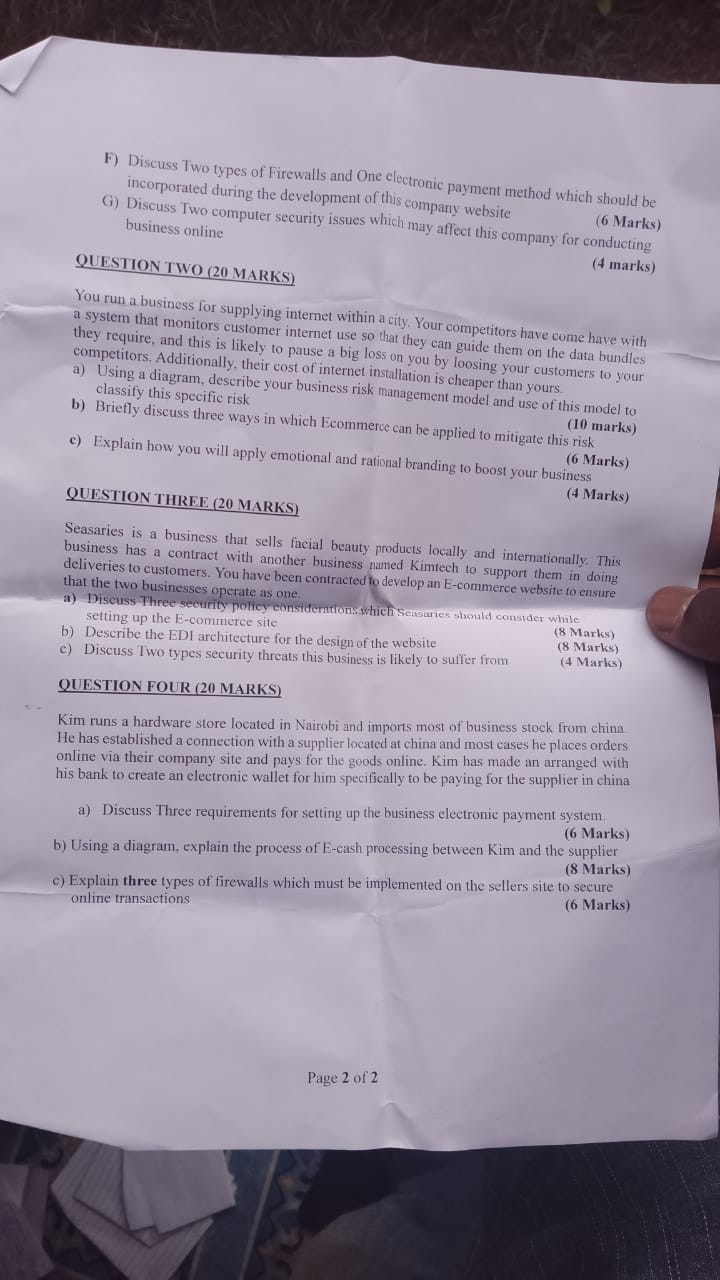 F) Discuss Two types of Firewalls and One electronic payment method which should be
incorporated during the development of this company website (6 Marks)
G) Discuss Two computer security issues which may affect this company for conducting
business online (4 marks)
QUESTION TWO (20 MARKS)
You run a business for supplying internet within a city. Your competitors have come have with
a system that monitors customer internet use so that they can guide them on the data bundles
they require, and this is likely to pause a big loss on you by loosing your customers to your
competitors. Additionally, their cost of internet installation is cheaper than yours.
a) Using a diagram, describe your business risk management model and use of this model to
classify this specific risk (10 marks)
b) Briefly discuss three ways in which Ecommerce can be applied to mitigate this risk
(6 Marks)
c) Explain how you will apply emotional and rational branding to boost your business
(4 Marks)
QUESTION THREE (20 MARKS)
Seasaries is a business that sells facial beauty products locally and internationally. This
business has a contract with another business named Kimtech to support them in doing
deliveries to customers. You have been contracted to develop an E-commerce website to ensure
that the two businesses operate as one.
a) Discuss Three security policy considerations which Seasaries should consider while
setting up the E-commerce site (8 Marks)
b) Describe the EDI architecture for the design of the website (8 Marks)
c) Discuss Two types security threats this business is likely to suffer from (4 Marks)
QUESTION FOUR (20 MARKS)
Kim runs a hardware store located in Nairobi and imports most of business stock from china.
He has established a connection with a supplier located at china and most cases he places orders
online via their company site and pays for the goods online. Kim has made an arranged with
his bank to create an electronic wallet for him specifically to be paying for the supplier in china
a) Discuss Three requirements for setting up the business electronic payment system.
(6 Marks)
b) Using a diagram, explain the process of E-cash processing between Kim and the supplier
(8 Marks)
c) Explain three types of firewalls which must be implemented on the sellers site to secure
online transactions (6 Marks)
Page 2 of 2